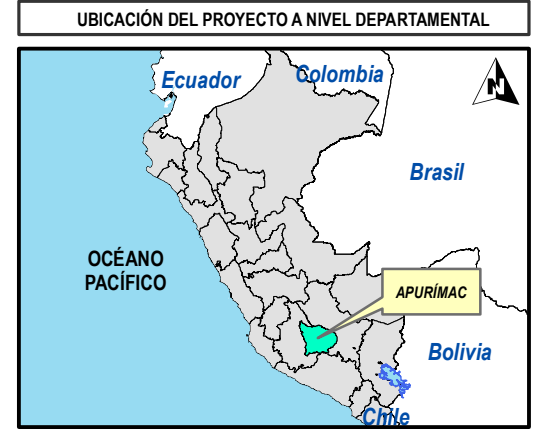 UBICACIÓN DEL PROYECTO A NIVEL DEPARTAMENTAL
Ecuador
Colombia
N
Brasil
OCÉANO
PACÍFICO
APURÍMAC
Bolivia
Chile